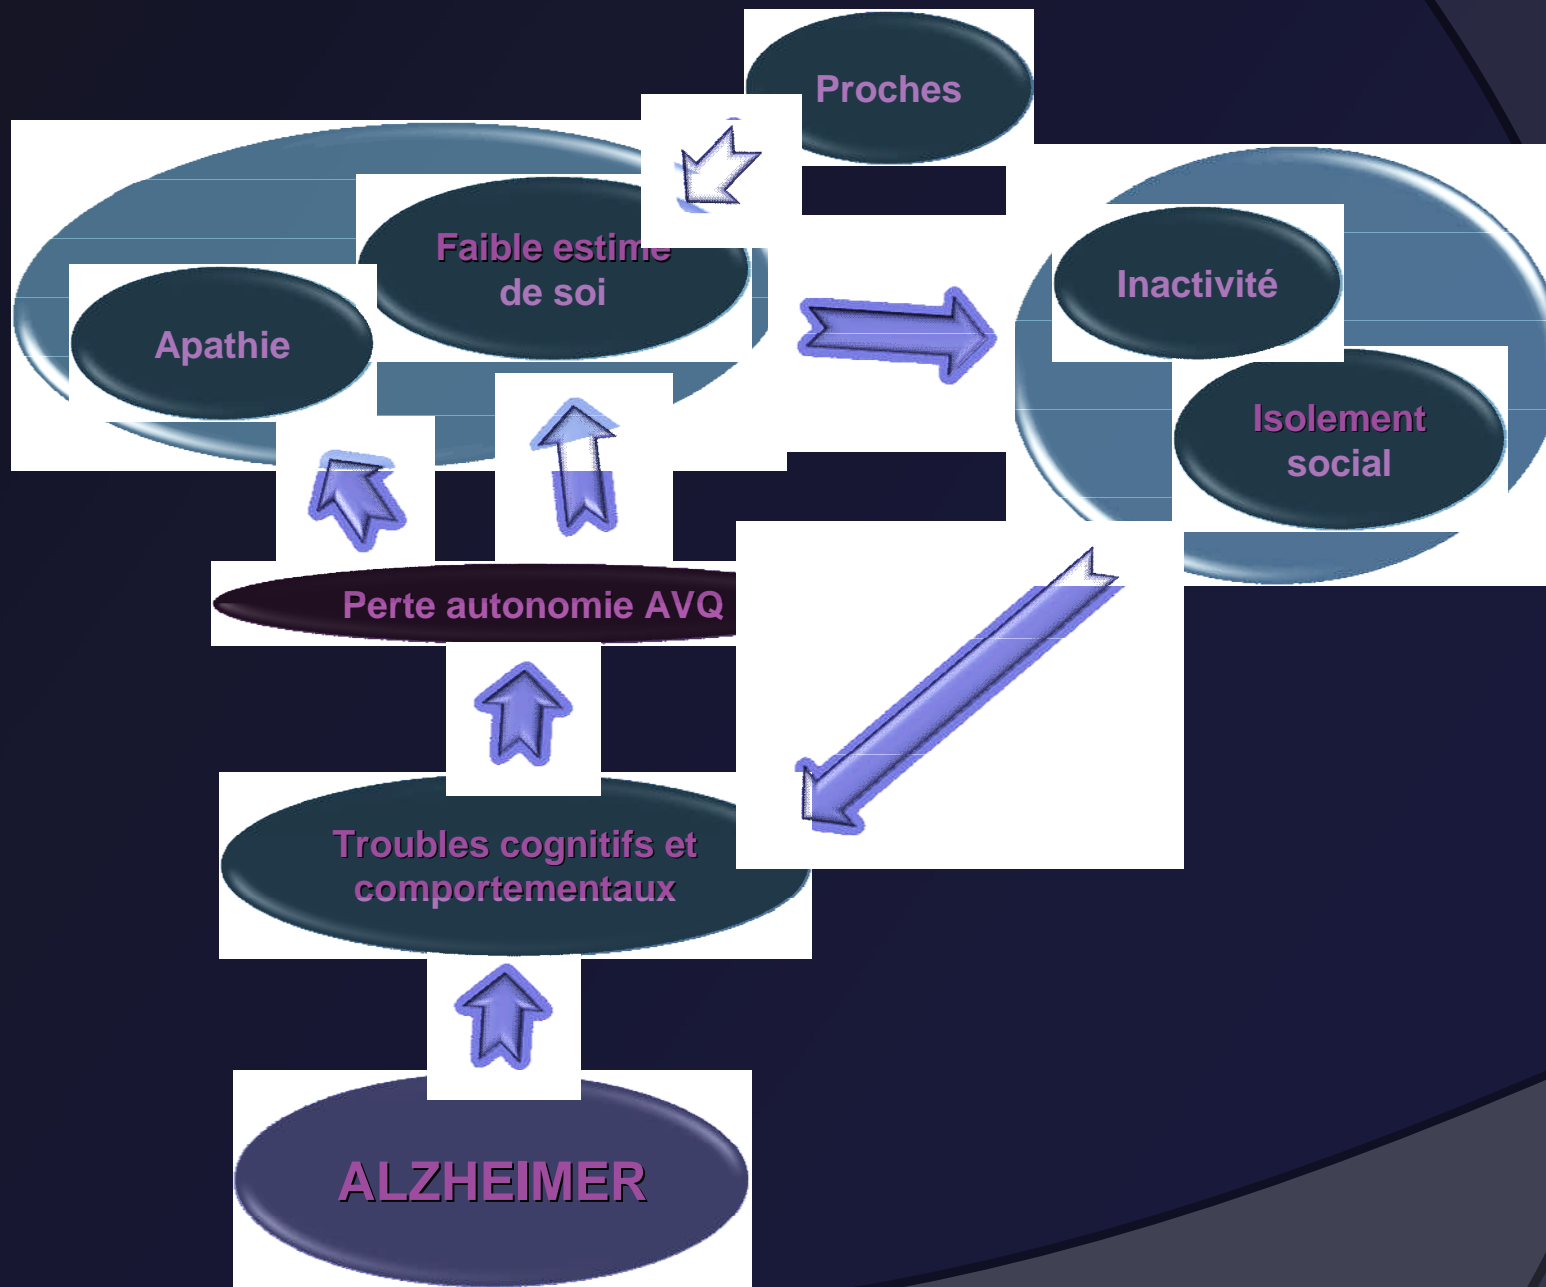 Proches
Faible estime
de soi
Apathie
Inactivité
Isolement
social
Perte autonomie AVQ
Troubles cognitifs et
comportementaux
ALZHEIMER